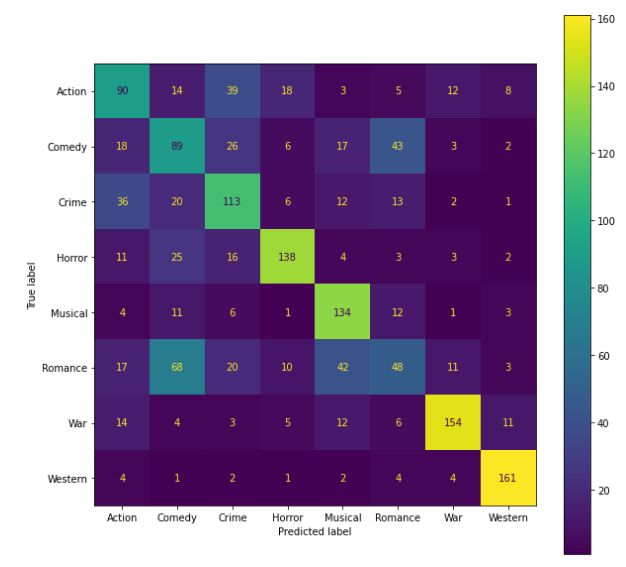 Action 90 14 39 18 3 5 12 8
Comedy 18 89 26 6 17 43 3 2
Crime 36 20 113 6 12 13 2 1
Horror 11 25 16 138 4 3 3 2
Musical 4 11 6 1 134 12 1 3
Romance 17 68 20 10 42 48 11 3
War 14 4 3 5 12 6 154 11
Western 4 1 2 1 2 4 4 161
True label
Action Comedy Crime Horror Musical Romance War Western
Predicted label
160
140
120
100
80
60
40
20